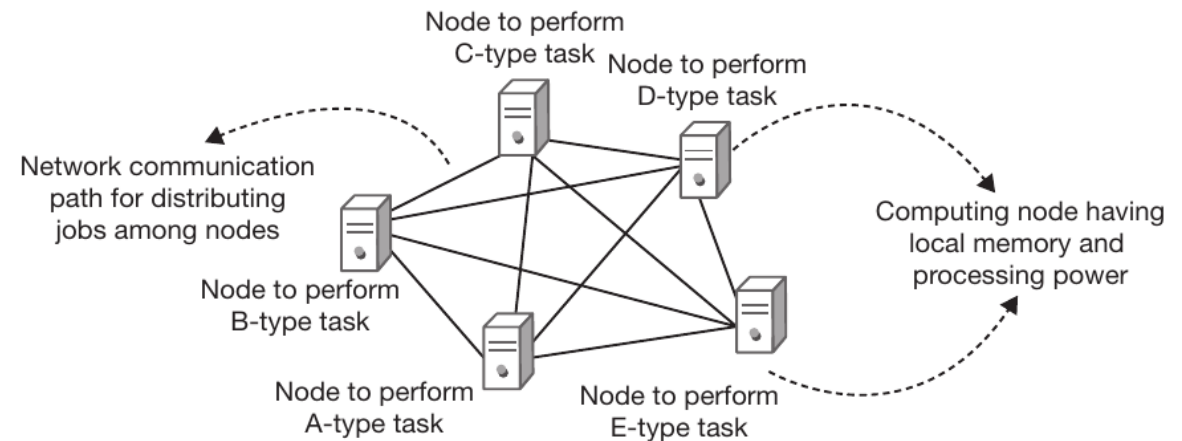 Node to perform
C-type task
Node to perform
D-type task
Network communication
path for distributing
jobs among nodes
Computing node having
local memory and
processing power
Node to perform
B-type task
Node to perform
A-type task
Node to perform
E-type task